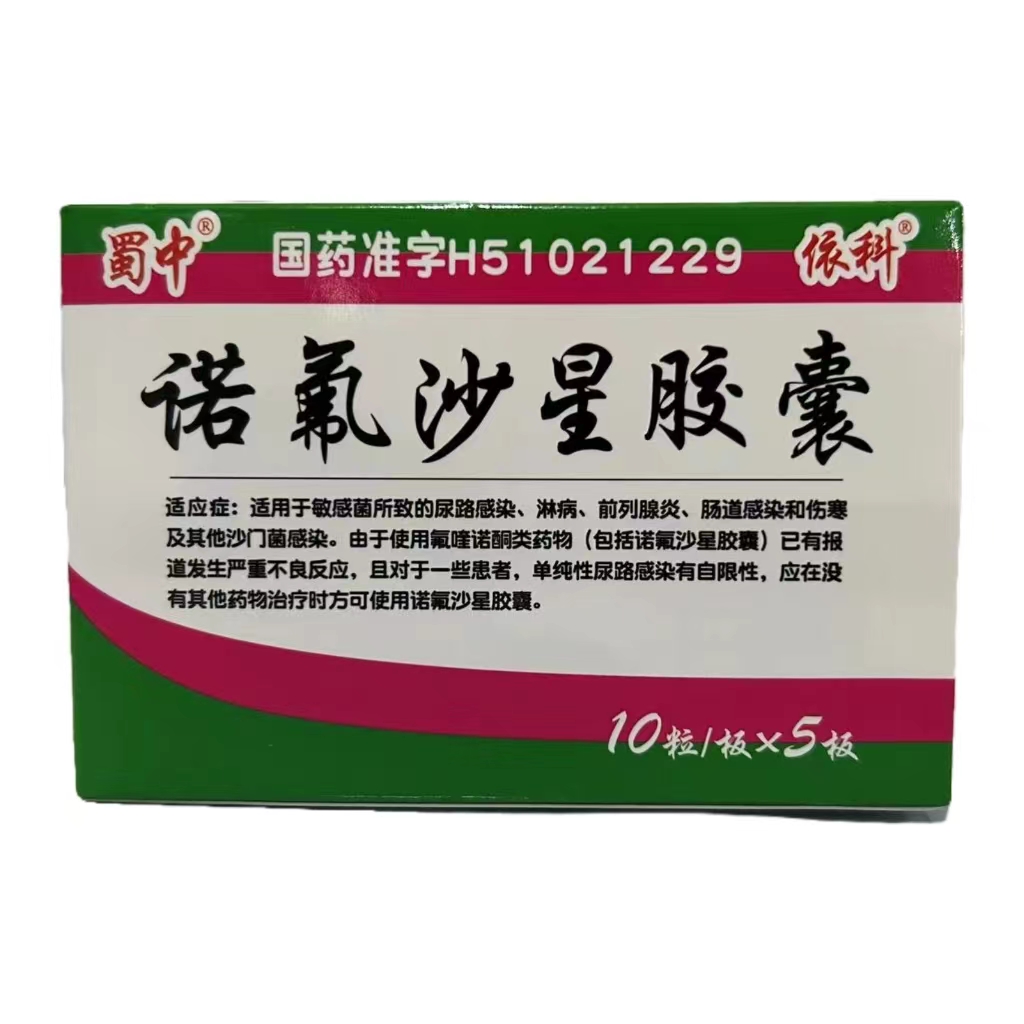 蜀中® 国药准字H51021229 依科®
诺氟沙星胶囊
适应症：适用于敏感菌所致的尿路感染、淋病、前列腺炎、肠道感染和伤寒
及其他沙门菌感染。由于使用氟喹诺酮类药物（包括诺氟沙星胶囊）已有报
道发生严重不良反应，且对于一些患者，单纯性尿路感染有自限性，应在没
有其他药物治疗时方可使用诺氟沙星胶囊。
10粒/板×5板